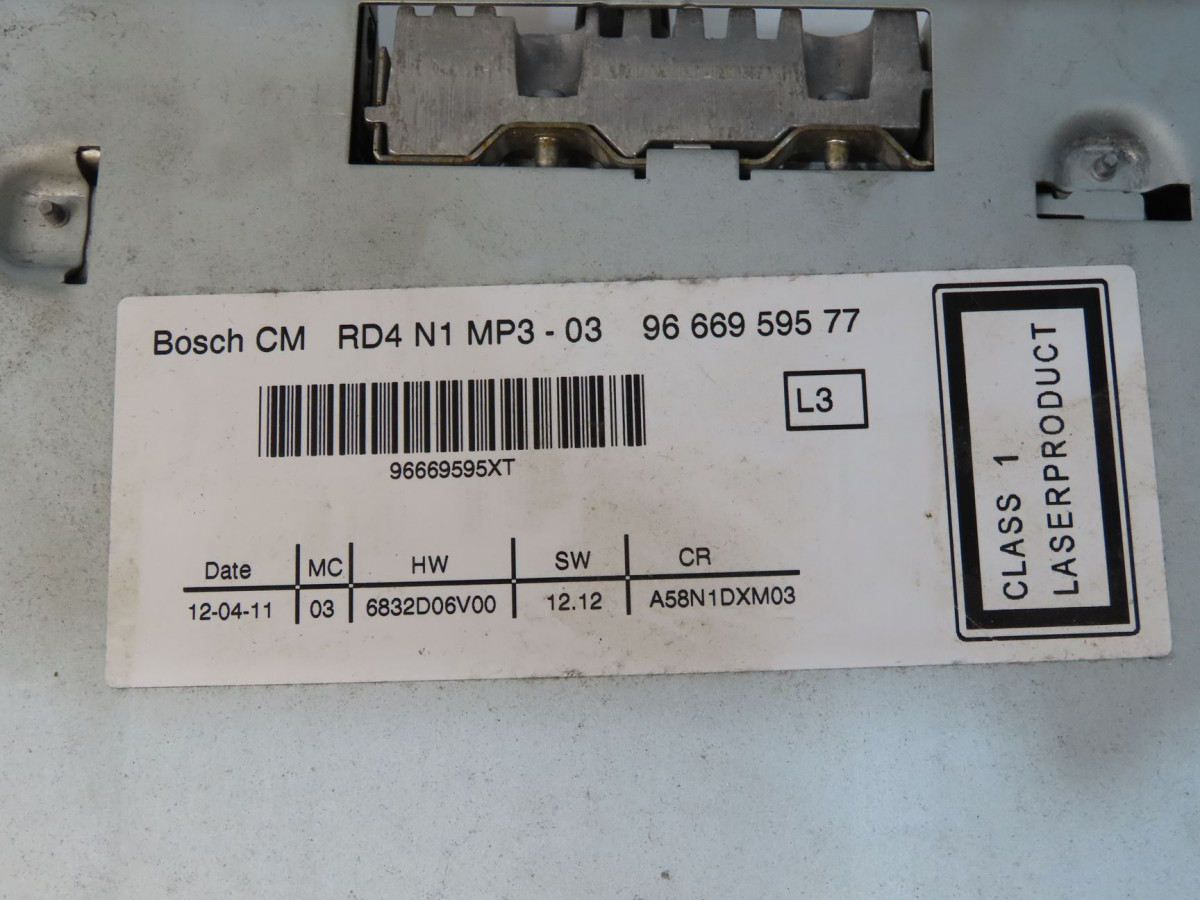 Bosch CM RD4 N1 MP3 - 03 96 669 595 77
L3
96669595XT
Date MC HW SW CR
12-04-11 03 6832D06V00 12.12 A58N1DXM03
CLASS 1
LASERPRODUCT